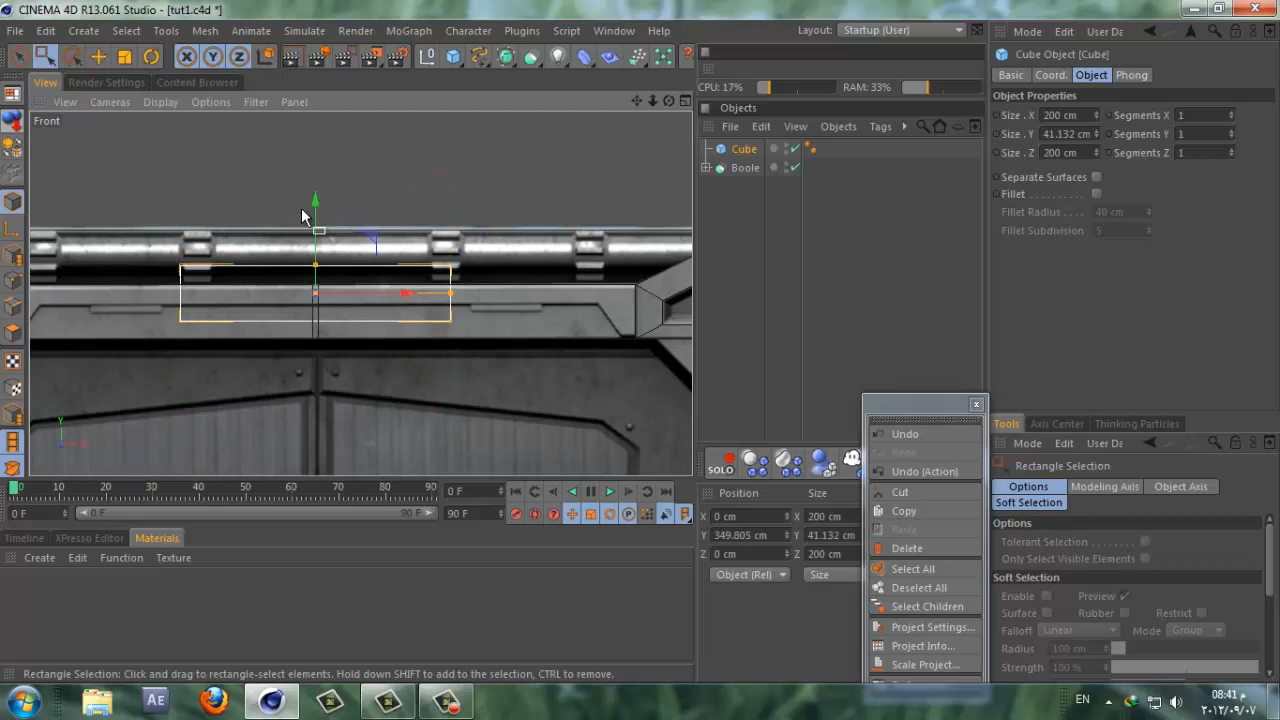 CINEMA 4D R13.061 Studio - [tut1.c4d *]
File Edit Create Select Tools Mesh Animate Simulate Render MoGraph Character Plugins Script Window Help
Layout: Startup (User)
File Edit User Da
Cube Object [Cube]
Basic Coord. Object Phong
Object Properties
Size . X 200 cm Segments X 1
Size . Y 41.132 cm Segments Y 1
Size . Z 200 cm Segments Z 1
Separate Surfaces
Fillet
Fillet Radius . . . . 40 cm
Fillet Subdivision 5
View Render Settings Content Browser
View Cameras Display Options Filter Panel
Front
Y
X
CPU: 17% RAM: 33%
Objects
File Edit View Objects Tags
Cube
Boole
SOLO
Position Size
X 0 cm X 200 cm
Y 349.805 cm Y 41.132 cm
Z 0 cm Z 200 cm
Object (Rel) Size
Undo
Redo
Undo (Action)
Cut
Copy
Paste
Delete
Select All
Deselect All
Select Children
Project Settings...
Project Info...
Scale Project...
Tools Axis Center Thinking Particles
Mode Edit User Da
Rectangle Selection
Options Modeling Axis Object Axis
Soft Selection
Options
Tolerant Selection
Only Select Visible Elements
Soft Selection
Enable Preview
Surface Rubber Restrict
Falloff Linear Mode Group
Radius 100 cm
Strength 100 %
0 10 20 30 40 50 60 70 80 90 0 F
0 F 0 F 90 F 90 F
Timeline XPresso Editor Materials
Create Edit Function Texture
Rectangle Selection: Click and drag to rectangle-select elements. Hold down SHIFT to add to the selection, CTRL to remove.
Ae
EN
08:41 م
٢٠١٢/٠٩/٠٧